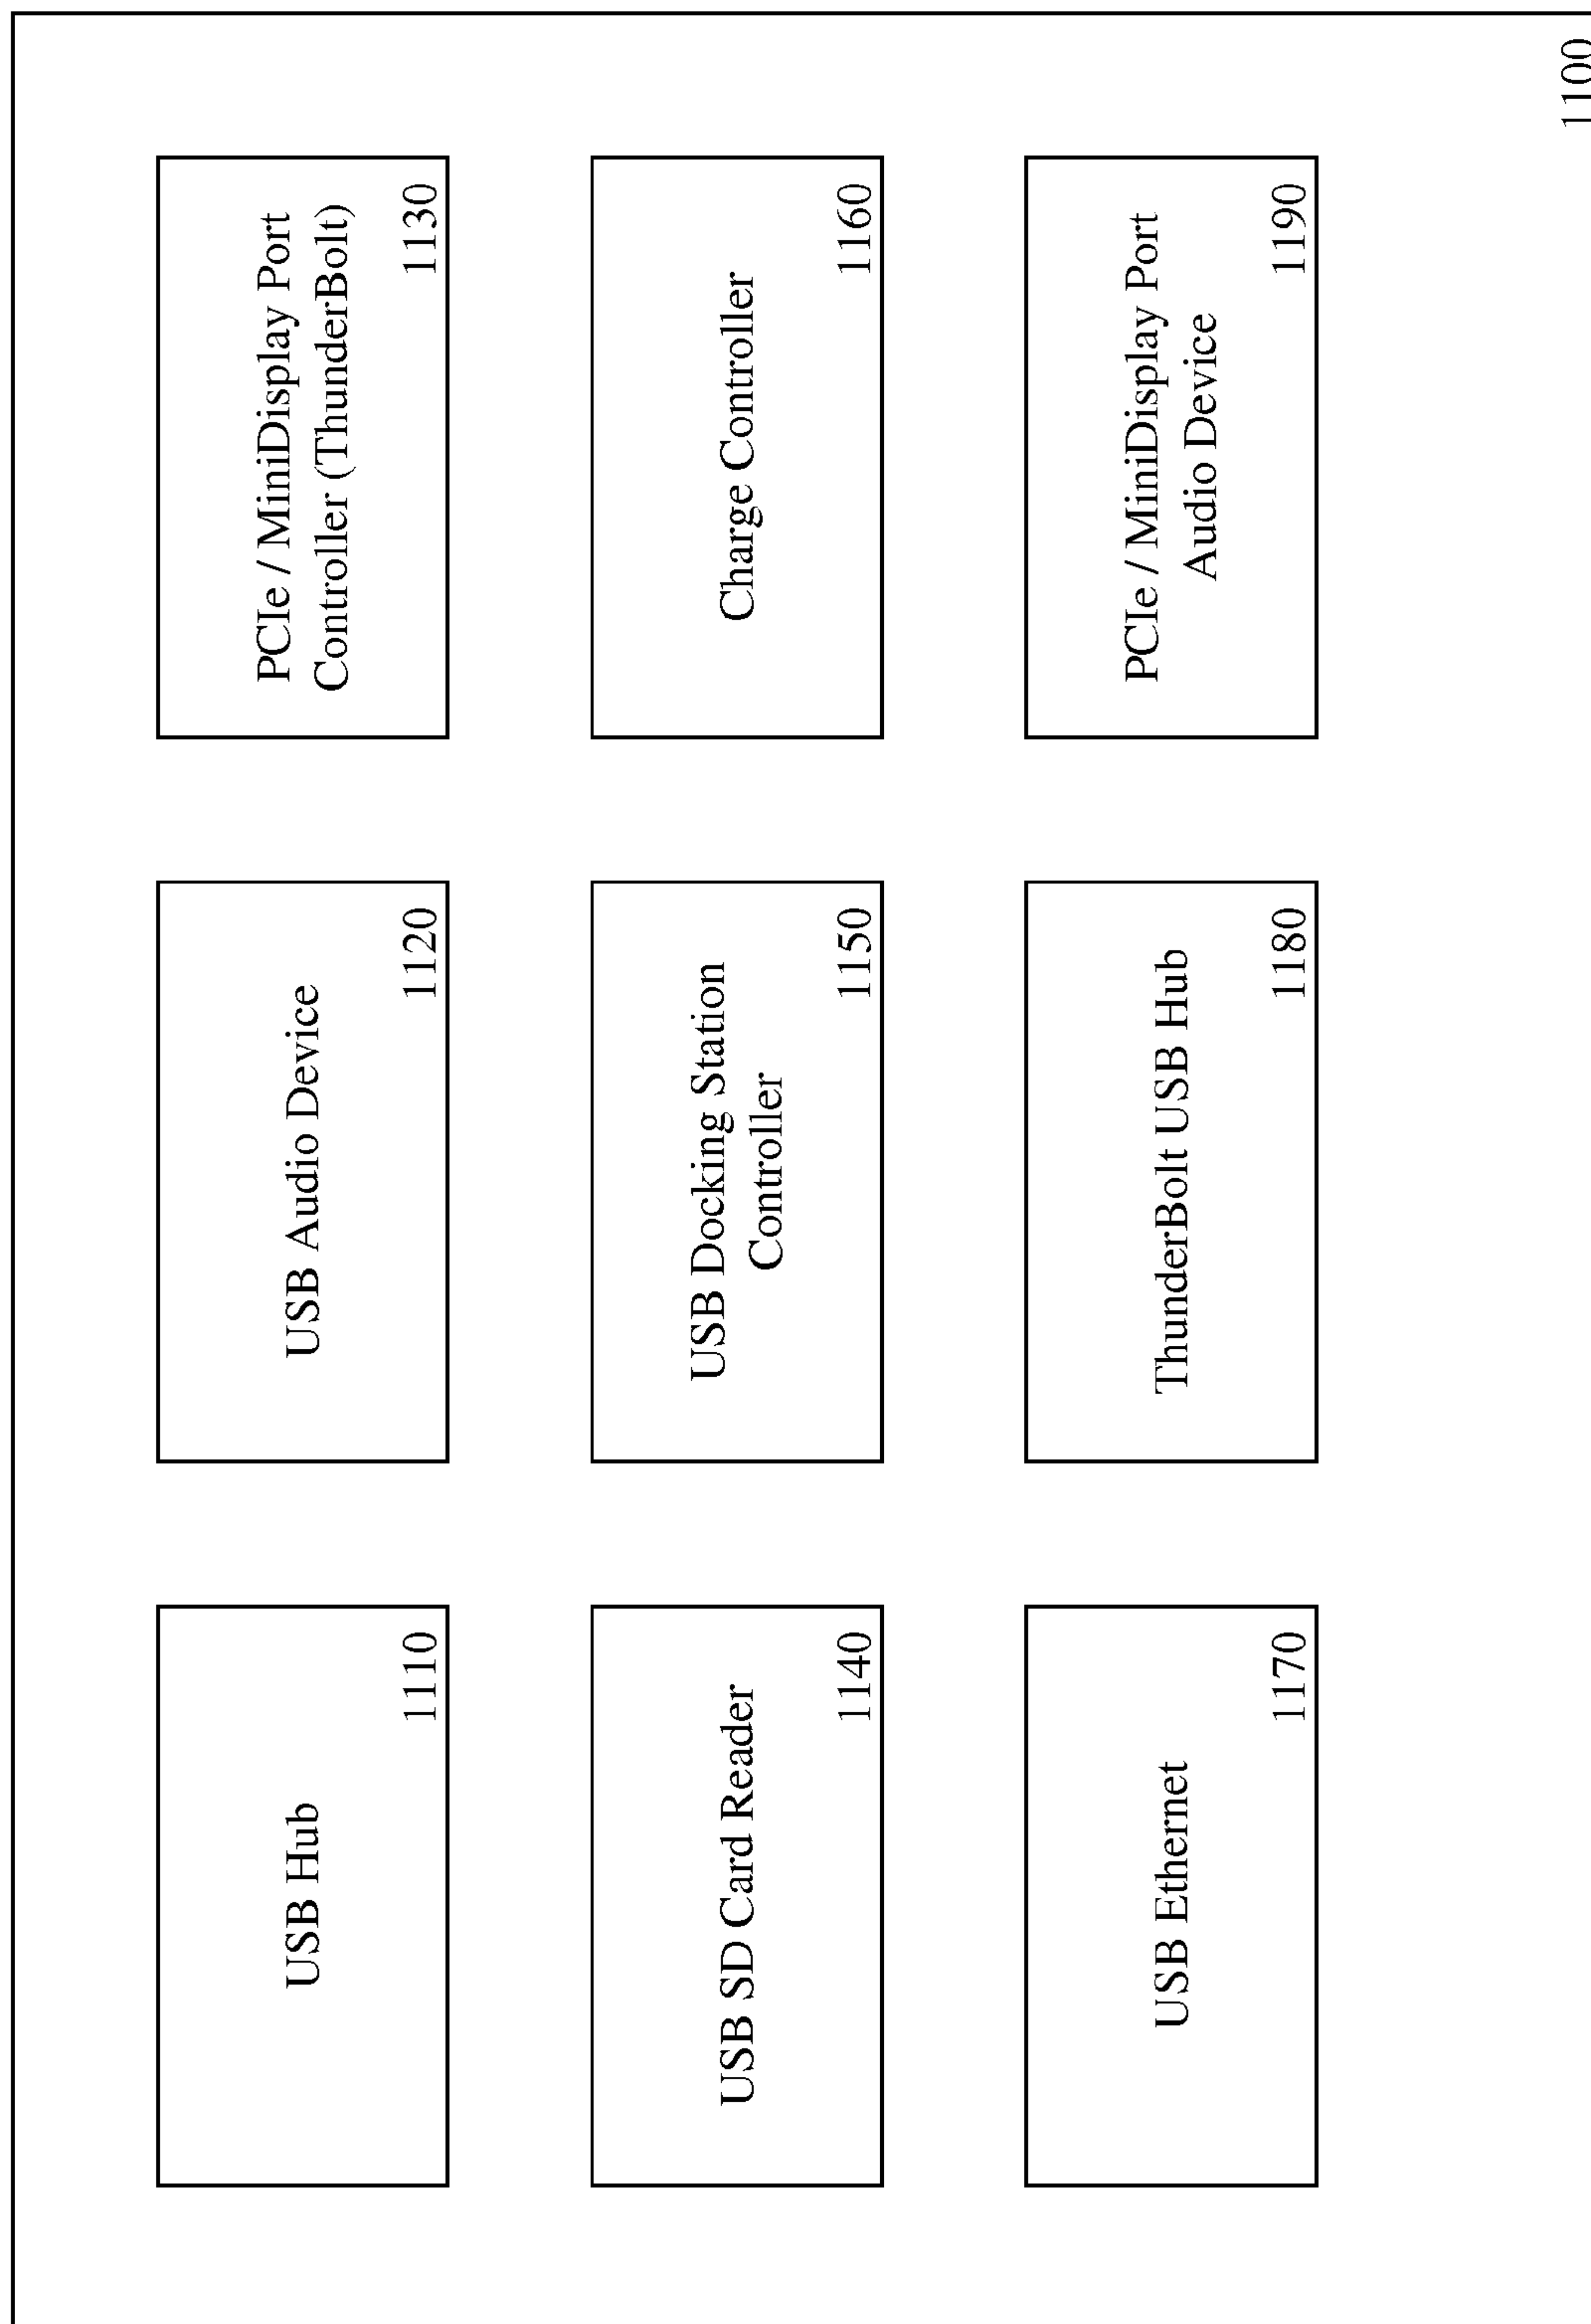 USB Hub
1110
USB Audio Device
1120
PCIe / MiniDisplay Port
Controller (ThunderBolt)
1130
USB SD Card Reader
1140
USB Docking Station
Controller
1150
Charge Controller
1160
USB Ethernet
1170
ThunderBolt USB Hub
1180
PCIe / MiniDisplay Port
Audio Device
1190
1100